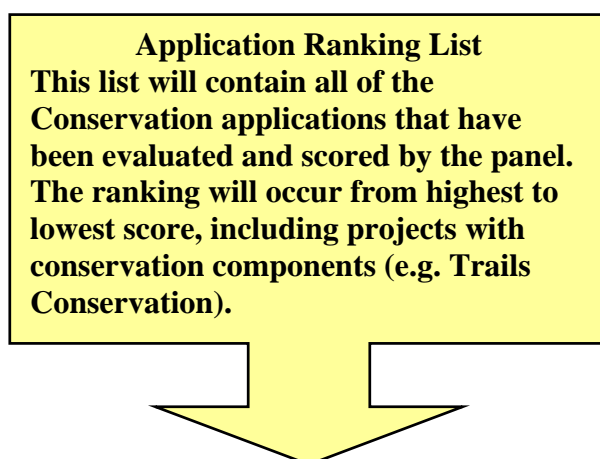 Application Ranking List
This list will contain all of the
Conservation applications that have
been evaluated and scored by the panel.
The ranking will occur from highest to
lowest score, including projects with
conservation components (e.g. Trails
Conservation).